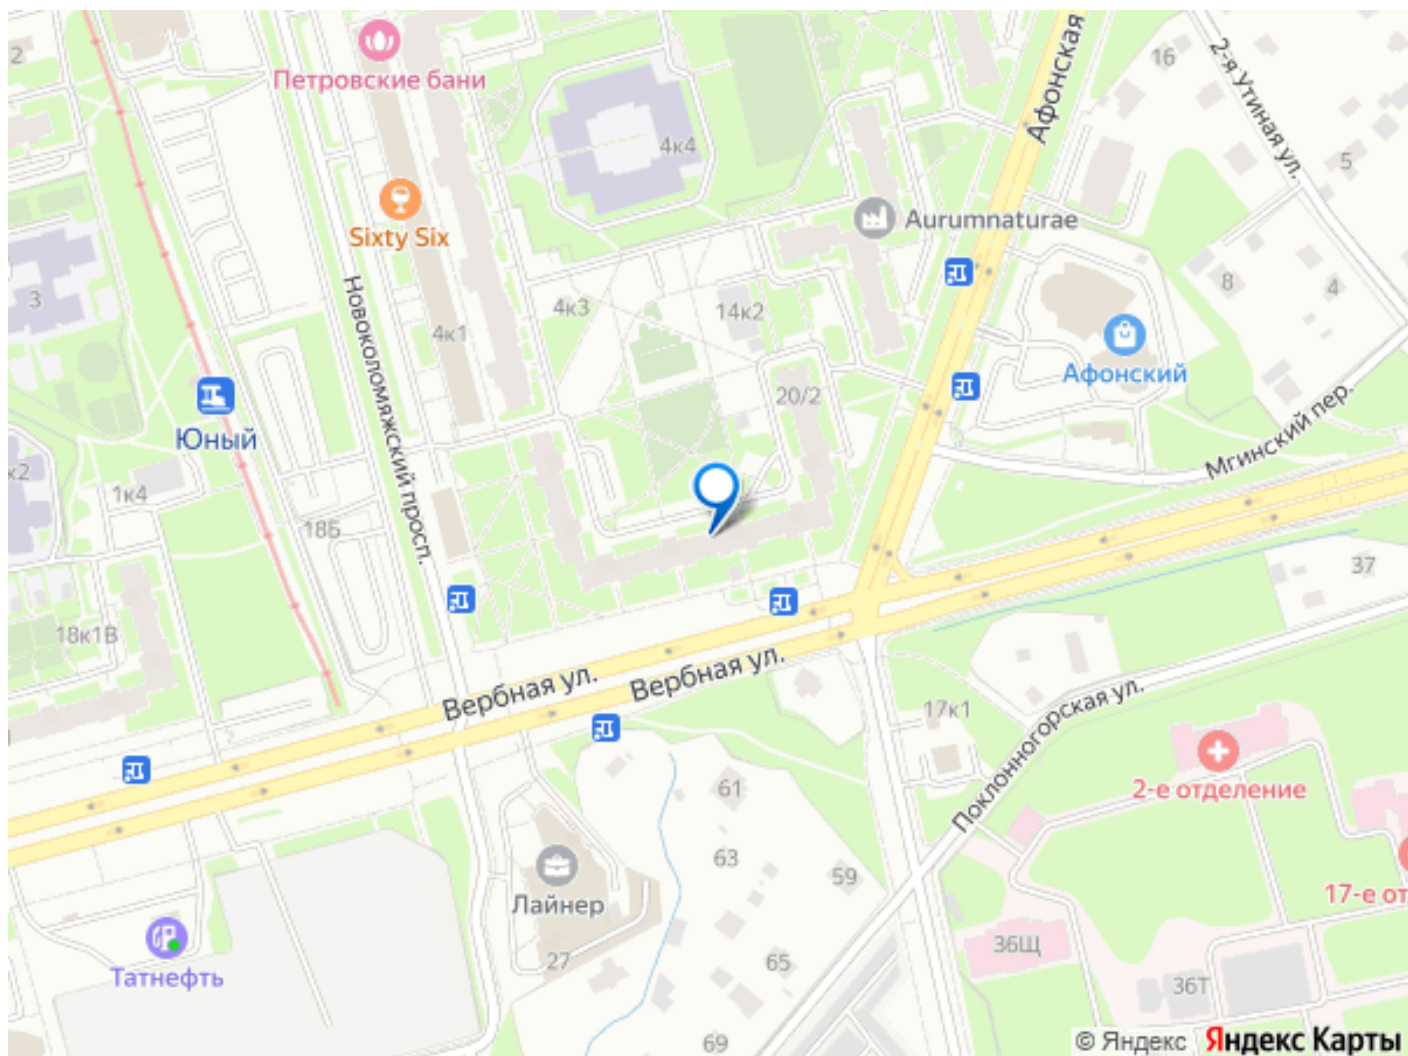 2
Петровские бани
4к4
Sixty Six
Афонская
16
2-я Утиная ул.
5
Aurumnaturae
3
4к3
14к2
4к1
8
4
Новоколомяжский просп.
Афонский
Юный
20/2
Мгинский пер.
к2
1к4
18Б
37
18к1В
Вербная ул.
Вербная ул.
17к1
Поклонногорская ул.
2-е отделение
61
63
59
Лайнер
17-е от
27
65
36Щ
36Т
Татнефть
69
© Яндекс Яндекс Карты